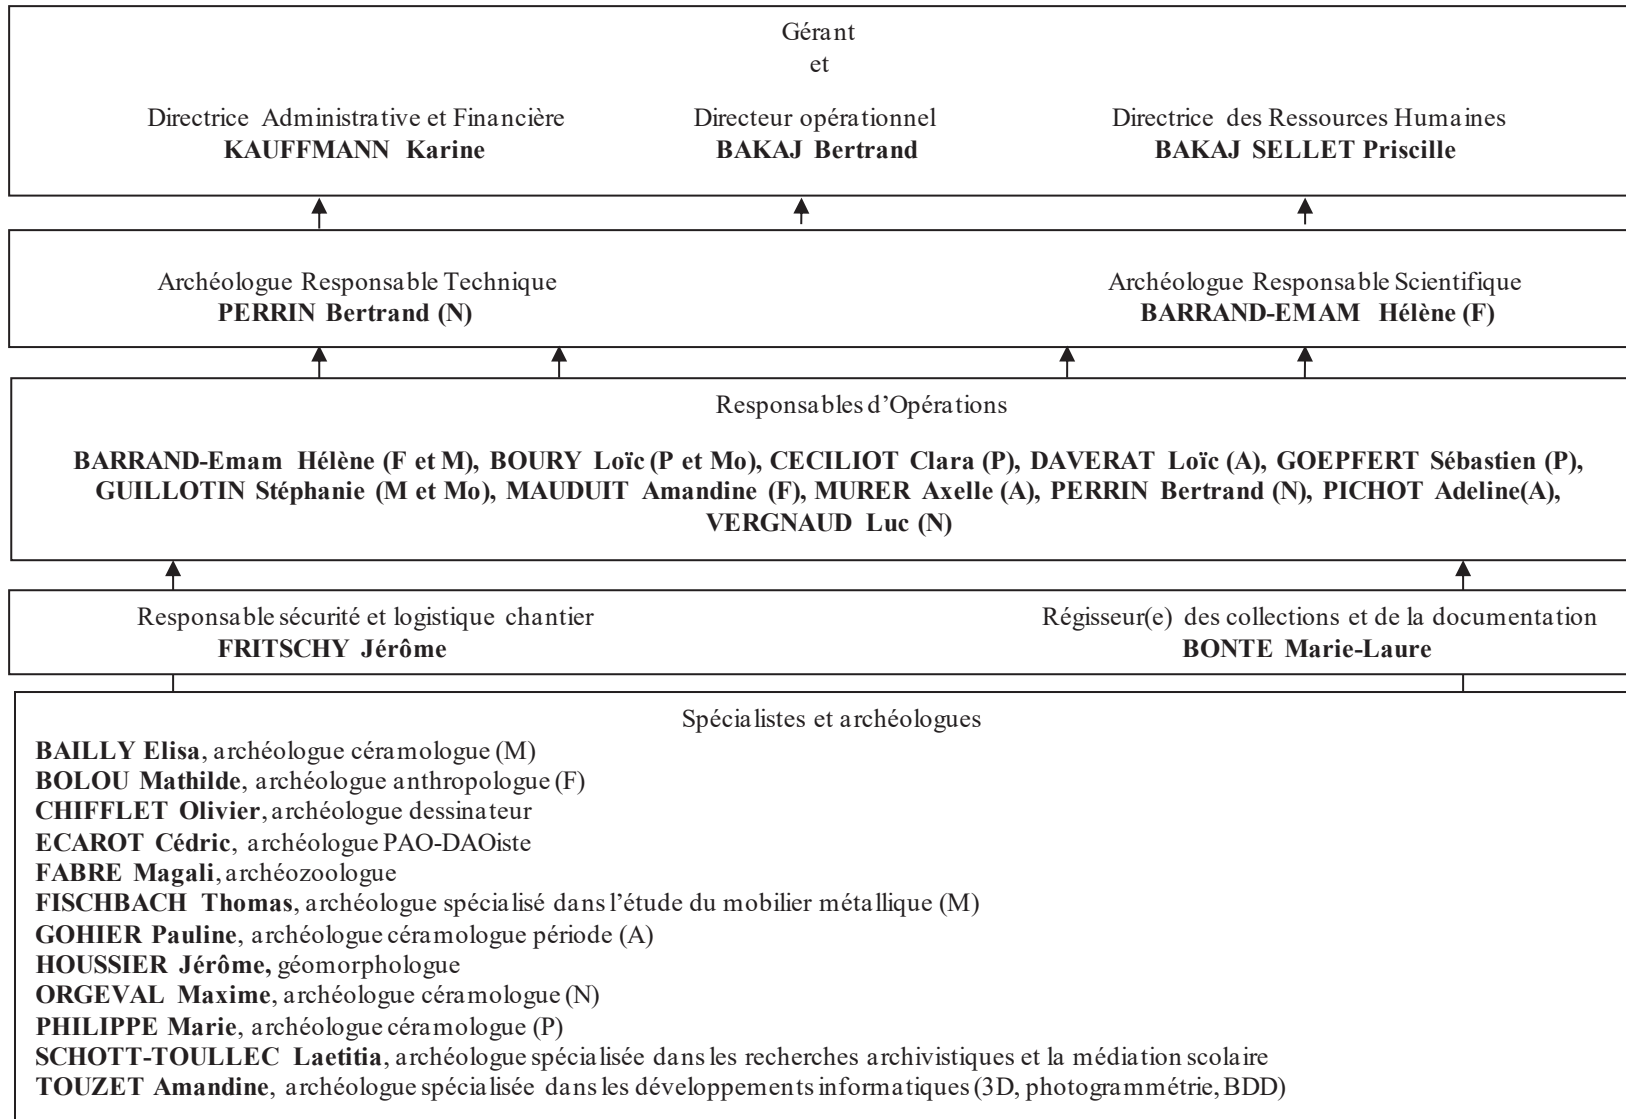 Gérant
et
Directrice Administrative et Financière
KAUFFMANN Karine
Directeur opérationnel
BAKAJ Bertrand
Directrice des Ressources Humaines
BAKAJ SELLET Priscille
Archéologue Responsable Technique
PERRIN Bertrand (N)
Archéologue Responsable Scientifique
BARRAND-EMAM Hélène (F)
Responsables d’Opérations
BARRAND-Emam Hélène (F et M), BOURY Loïc (P et Mo), CECILIOT Clara (P), DAVERAT Loïc (A), GOEPFERT Sébastien (P),
GUILLOTIN Stéphanie (M et Mo), MAUDUIT Amandine (F), MURER Axelle (A), PERRIN Bertrand (N), PICHOT Adeline(A),
VERGNAUD Luc (N)
Responsable sécurité et logistique chantier
FRITSCHY Jérôme
Régisseur(e) des collections et de la documentation
BONTE Marie-Laure
Spécialistes et archéologues
BAILLY Elisa, archéologue céramologue (M)
BOLOU Mathilde, archéologue anthropologue (F)
CHIFFLET Olivier, archéologue dessinateur
ECAROT Cédric, archéologue PAO-DAOiste
FABRE Magali, archéozoologue
FISCHBACH Thomas, archéologue spécialisé dans l’étude du mobilier métallique (M)
GOHIER Pauline, archéologue céramologue période (A)
HOUSSIER Jérôme, géomorphologue
ORGEVAL Maxime, archéologue céramologue (N)
PHILIPPE Marie, archéologue céramologue (P)
SCHOTT-TOULLEC Laetitia, archéologue spécialisée dans les recherches archivistiques et la médiation scolaire
TOUZET Amandine, archéologue spécialisée dans les développements informatiques (3D, photogrammétrie, BDD)